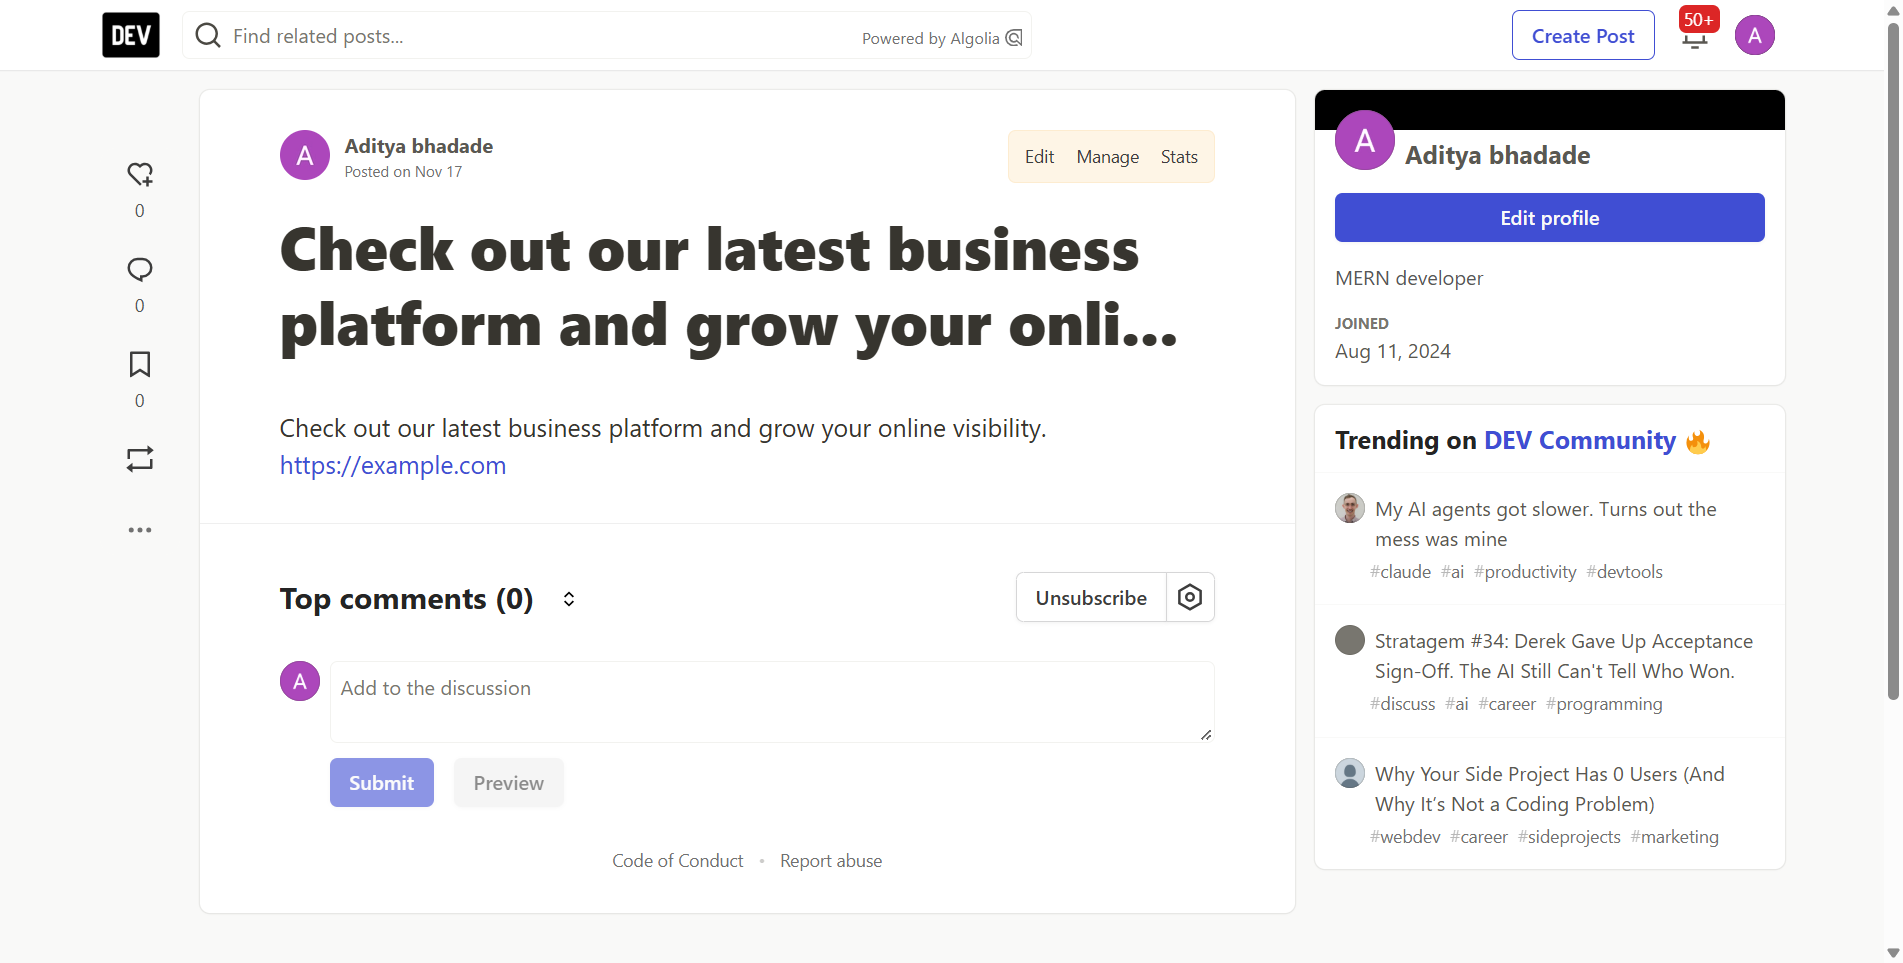 DEV
Find related posts...
Powered by Algolia
Create Post
50+
A
A
Aditya bhadade
Posted on Nov 17
Edit Manage Stats
Check out our latest business
platform and grow your onli...
Check out our latest business platform and grow your online visibility.
https://example.com
0
0
0
Top comments (0)
Unsubscribe
A
Add to the discussion
Submit
Preview
Code of Conduct • Report abuse
A
Aditya bhadade
Edit profile
MERN developer
JOINED
Aug 11, 2024
Trending on DEV Community 🔥
My AI agents got slower. Turns out the
mess was mine
#claude #ai #productivity #devtools
Stratagem #34: Derek Gave Up Acceptance
Sign-Off. The AI Still Can't Tell Who Won.
#discuss #ai #career #programming
Why Your Side Project Has 0 Users (And
Why It’s Not a Coding Problem)
#webdev #career #sideprojects #marketing